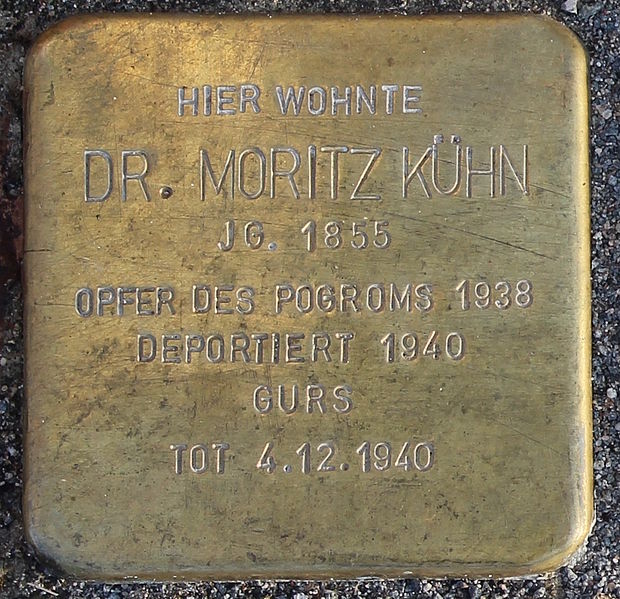 HIER WOHNTE
DR. MORITZ KÜHN
JG. 1855
OPFER DES POGROMS 1938
DEPORTIERT 1940
GURS
TOT 4.12.1940